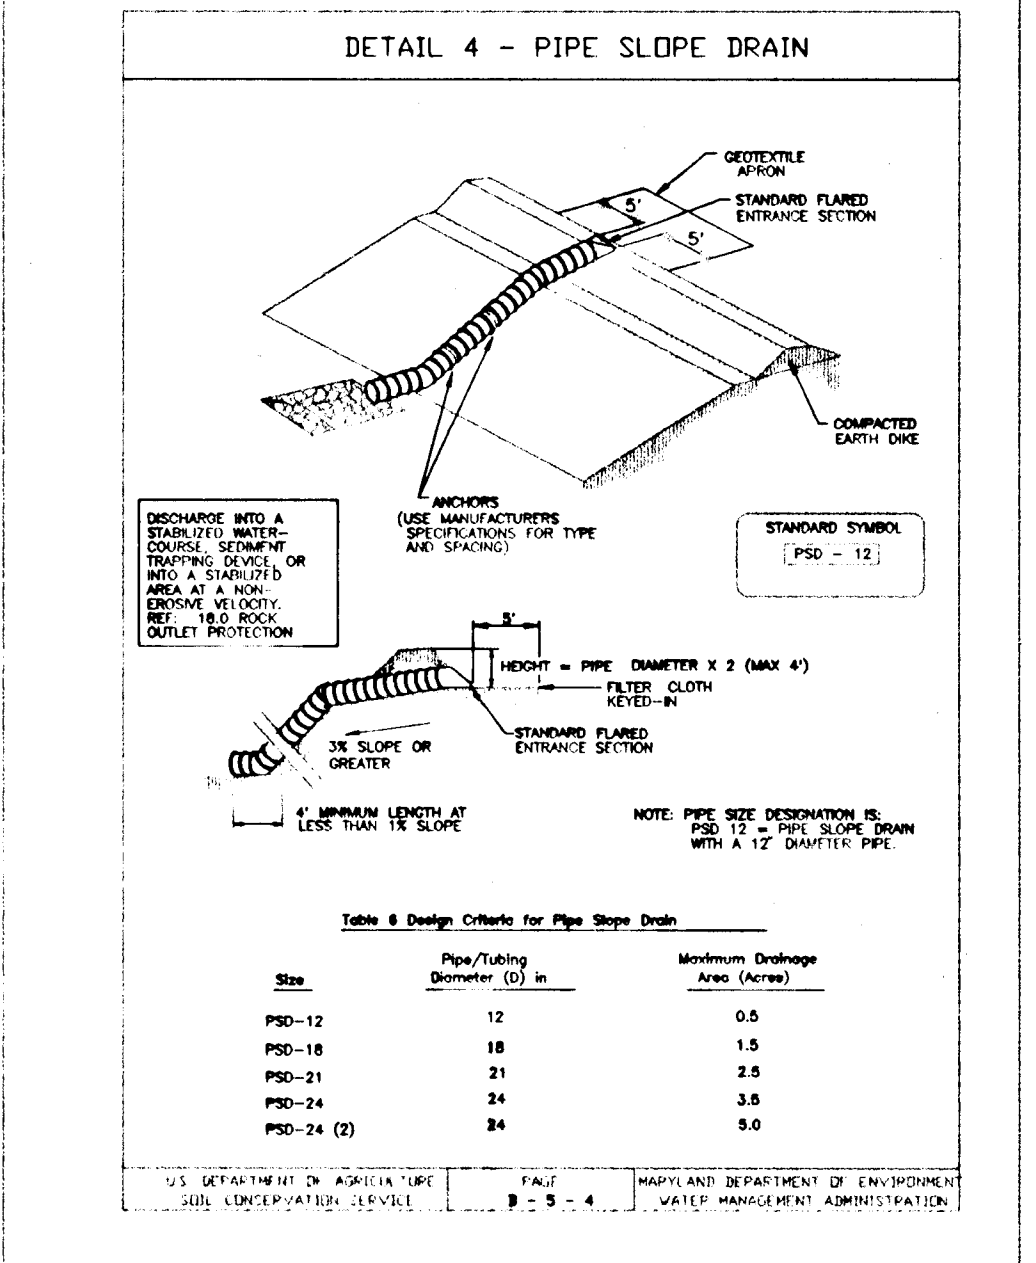 DETAIL 4 - PIPE SLOPE DRAIN
GEOTEXTILE
APRON
STANDARD FLARED
ENTRANCE SECTION
5'
5'
COMPACTED
EARTH DIKE
ANCHORS
(USE MANUFACTURERS
SPECIFICATIONS FOR TYPE
AND SPACING)
DISCHARGE INTO A
STABILIZED WATER-
COURSE, SEDIMENT
TRAPPING DEVICE, OR
INTO A STABILIZED
AREA AT A NON-
EROSIVE VELOCITY.
REF: 18.0 ROCK
OUTLET PROTECTION
STANDARD SYMBOL
PSD - 12
5'
HEIGHT = PIPE DIAMETER X 2 (MAX 4')
FILTER CLOTH
KEYED-IN
STANDARD FLARED
ENTRANCE SECTION
3% SLOPE OR
GREATER
4' MINIMUM LENGTH AT
LESS THAN 1% SLOPE
NOTE: PIPE SIZE DESIGNATION IS:
PSD 12 = PIPE SLOPE DRAIN
WITH A 12" DIAMETER PIPE.
Table 6 Design Criteria for Pipe Slope Drain
Size Pipe/Tubing Diameter (D) in Maximum Drainage Area (Acres)
PSD-12 12 0.5
PSD-18 18 1.5
PSD-21 21 2.5
PSD-24 24 3.5
PSD-24 (2) 24 5.0
U.S. DEPARTMENT OF AGRICULTURE
SOIL CONSERVATION SERVICE
PAGE
B - 5 - 4
MARYLAND DEPARTMENT OF ENVIRONMENT
WATER MANAGEMENT ADMINISTRATION